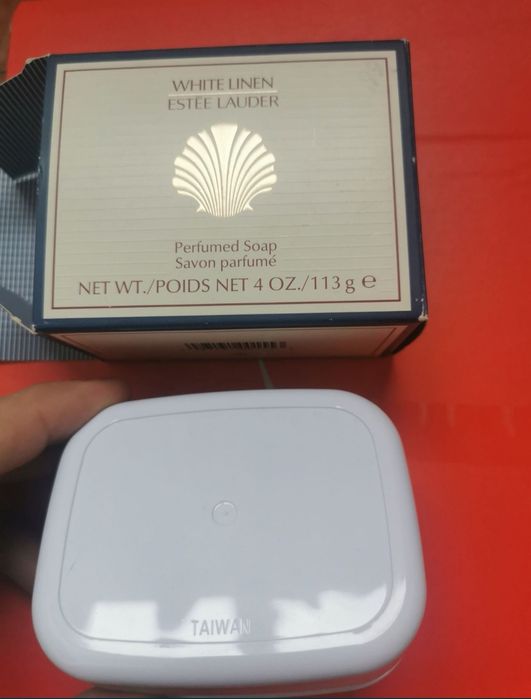 WHITE LINEN
ESTĒE LAUDER
Perfumed Soap
Savon parfumé
NET WT./POIDS NET 4 OZ./113 g e
TAIWAN